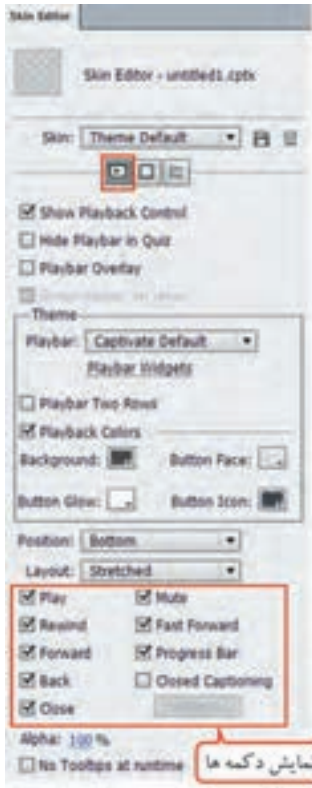 Skin Editor
Skin Editor - untitled1.cptx
Skin: Theme Default
Show Playback Control
Hide Playbar in Quiz
Playbar Overlay
Theme
Playbar: Captivate Default
Playbar Widgets
Playbar Two Rows
Playback Colors
Background: Button Face:
Button Glow: Button Icon:
Position: Bottom
Layout: Stretched
Play Mute
Rewind Fast Forward
Forward Progress Bar
Back Closed Captioning
Close
Alpha: 100 %
No Tooltips at runtime
نمایش دکمه ها